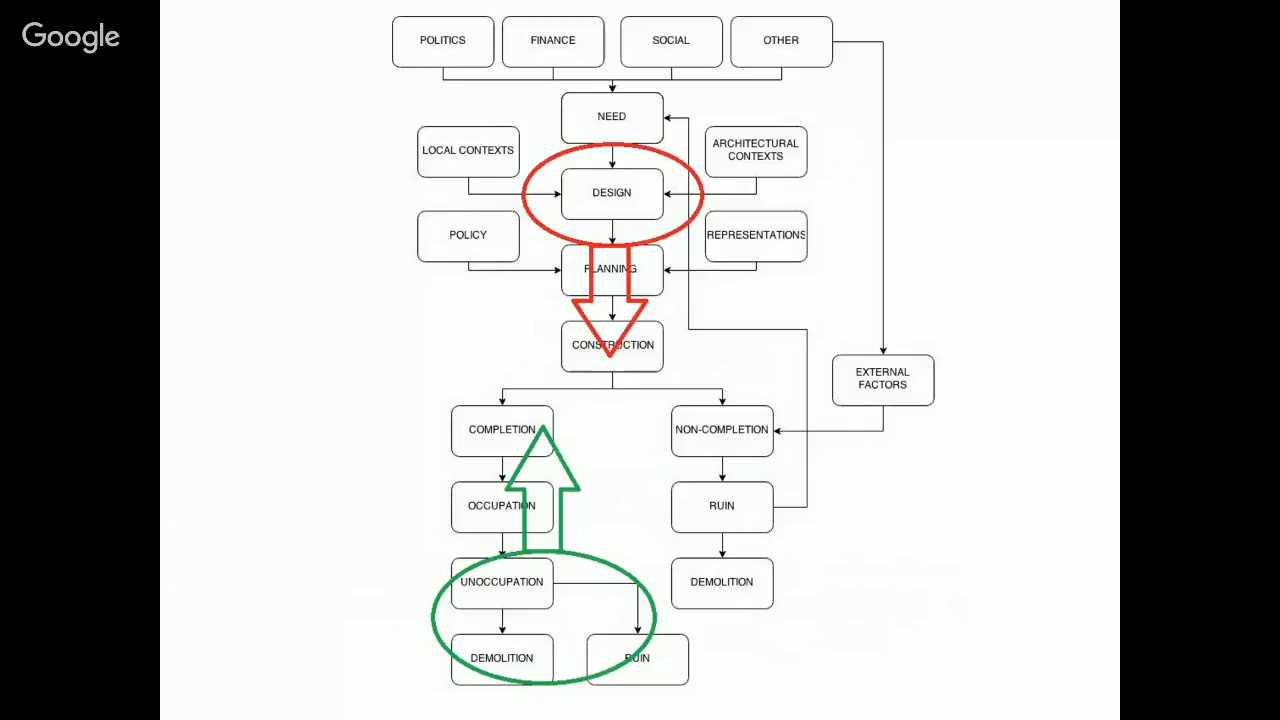 Google
POLITICS
FINANCE
SOCIAL
OTHER
NEED
LOCAL CONTEXTS
ARCHITECTURAL
CONTEXTS
DESIGN
POLICY
REPRESENTATIONS
PLANNING
CONSTRUCTION
EXTERNAL
FACTORS
COMPLETION
NON-COMPLETION
OCCUPATION
RUIN
UNOCCUPATION
DEMOLITION
DEMOLITION
RUIN